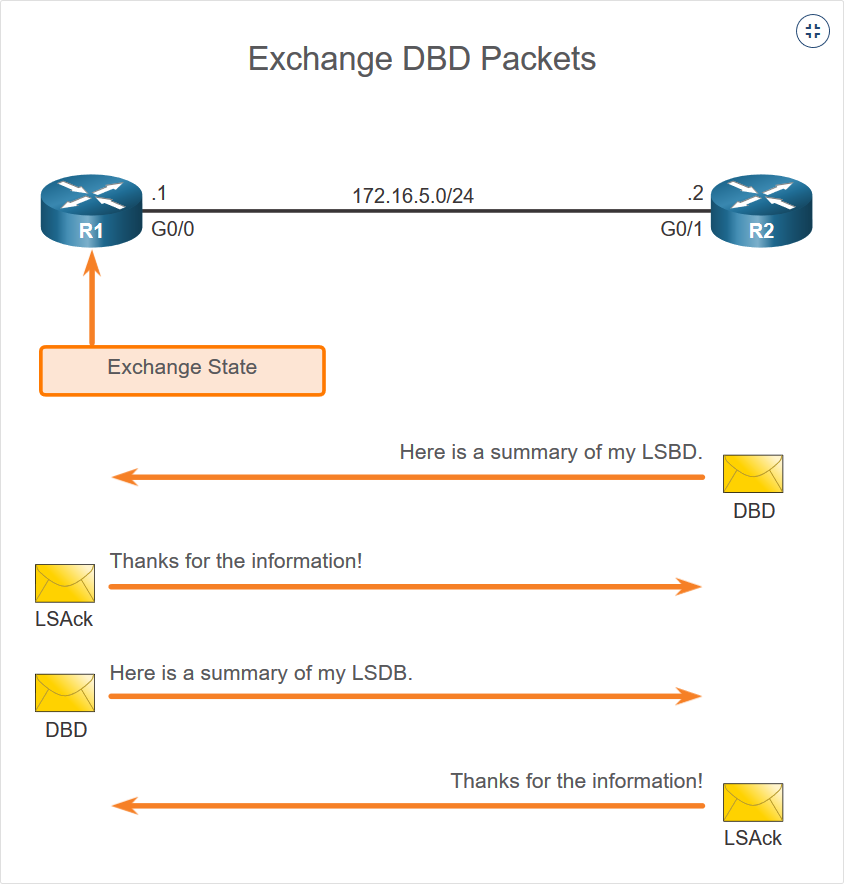 Exchange DBD Packets
.1
172.16.5.0/24
.2
R1
G0/0
G0/1
R2
Exchange State
Here is a summary of my LSBD.
DBD
Thanks for the information!
LSAck
Here is a summary of my LSDB.
DBD
Thanks for the information!
LSAck